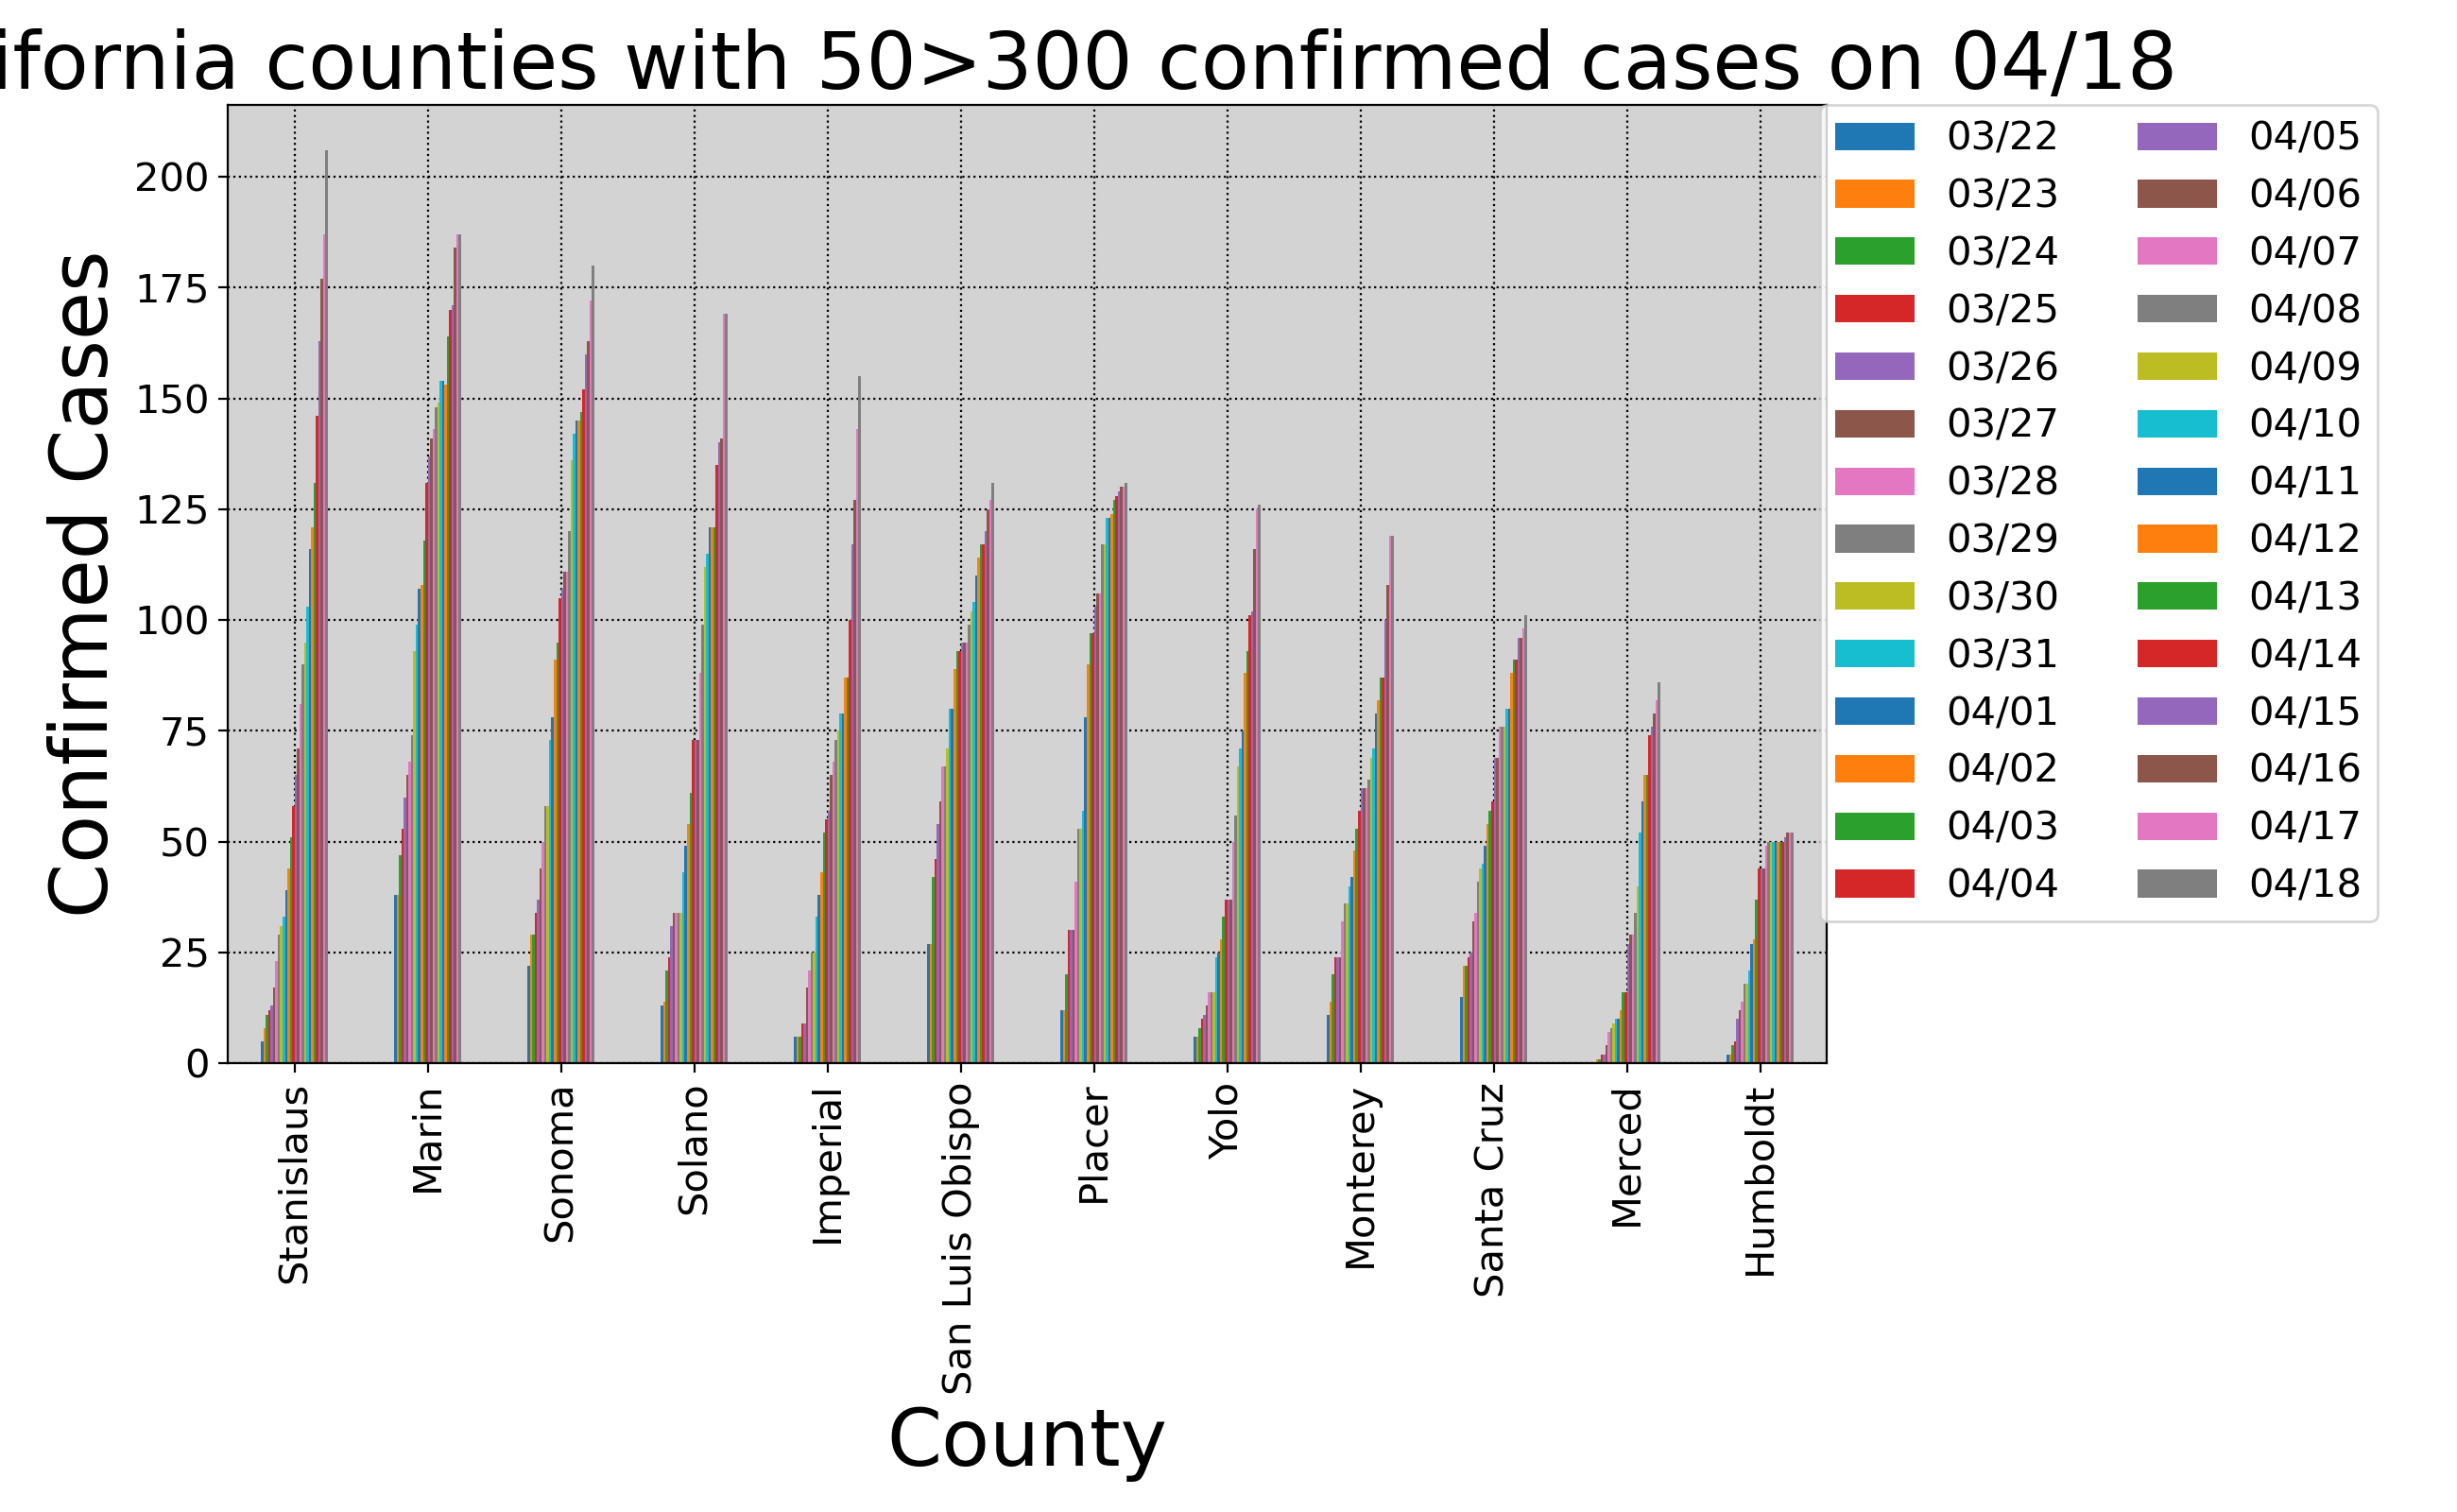 ifornia counties with 50>300 confirmed cases on 04/18
Confirmed Cases
200
175
150
125
100
75
50
25
0
Stanislaus
Marin
Sonoma
Solano
Imperial
San Luis Obispo
Placer
Yolo
Monterey
Santa Cruz
Merced
Humboldt
County
03/22
03/23
03/24
03/25
03/26
03/27
03/28
03/29
03/30
03/31
04/01
04/02
04/03
04/04
04/05
04/06
04/07
04/08
04/09
04/10
04/11
04/12
04/13
04/14
04/15
04/16
04/17
04/18